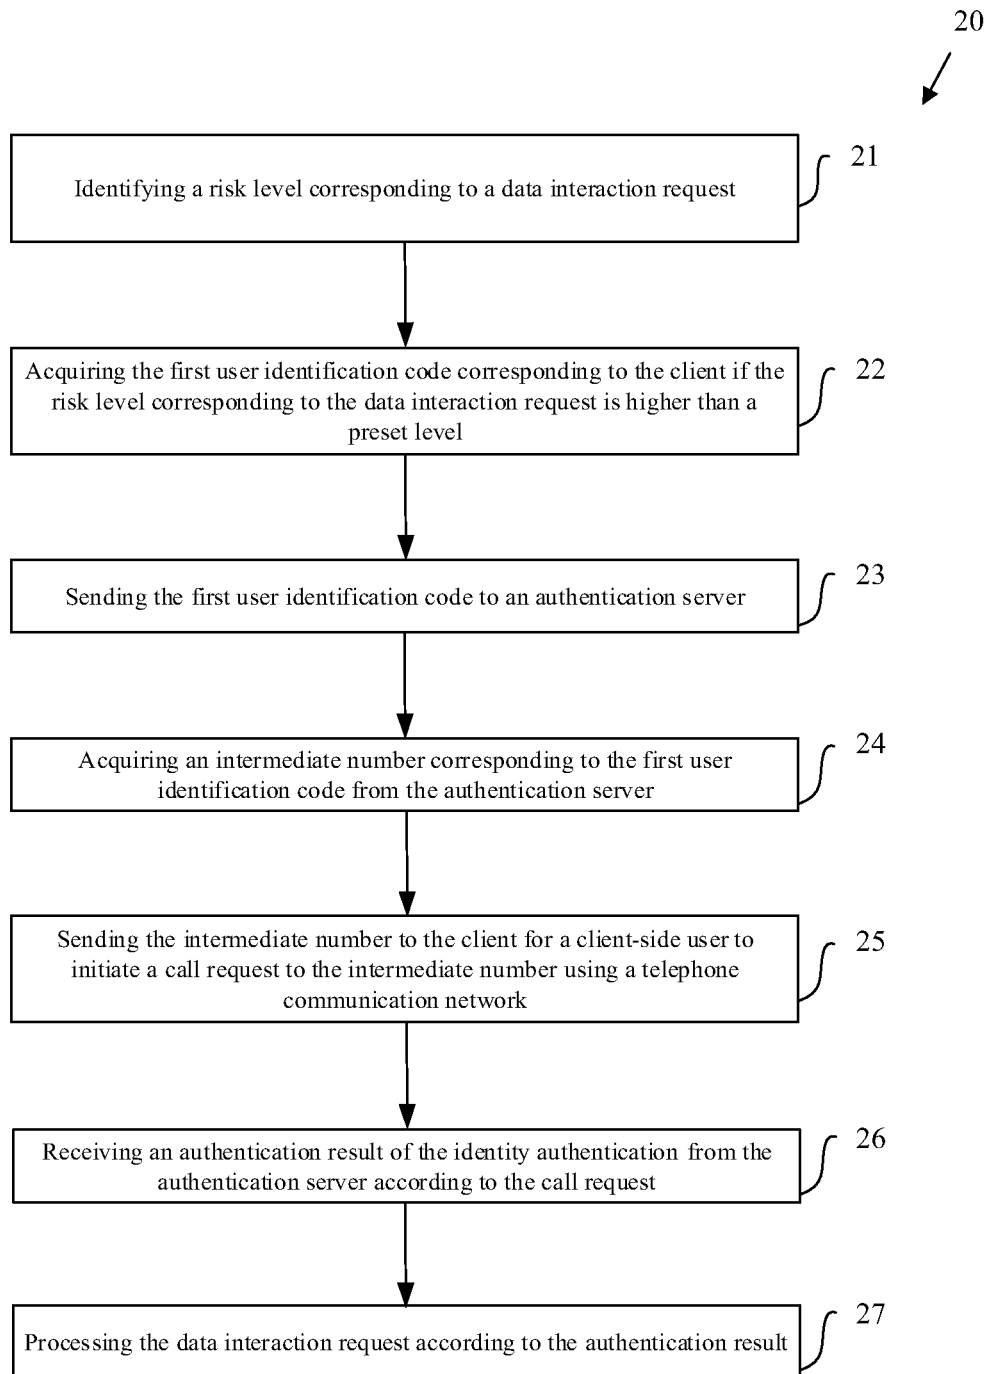 20
21
Identifying a risk level corresponding to a data interaction request
22
Acquiring the first user identification code corresponding to the client if the
risk level corresponding to the data interaction request is higher than a
preset level
23
Sending the first user identification code to an authentication server
24
Acquiring an intermediate number corresponding to the first user
identification code from the authentication server
25
Sending the intermediate number to the client for a client-side user to
initiate a call request to the intermediate number using a telephone
communication network
26
Receiving an authentication result of the identity authentication from the
authentication server according to the call request
27
Processing the data interaction request according to the authentication result